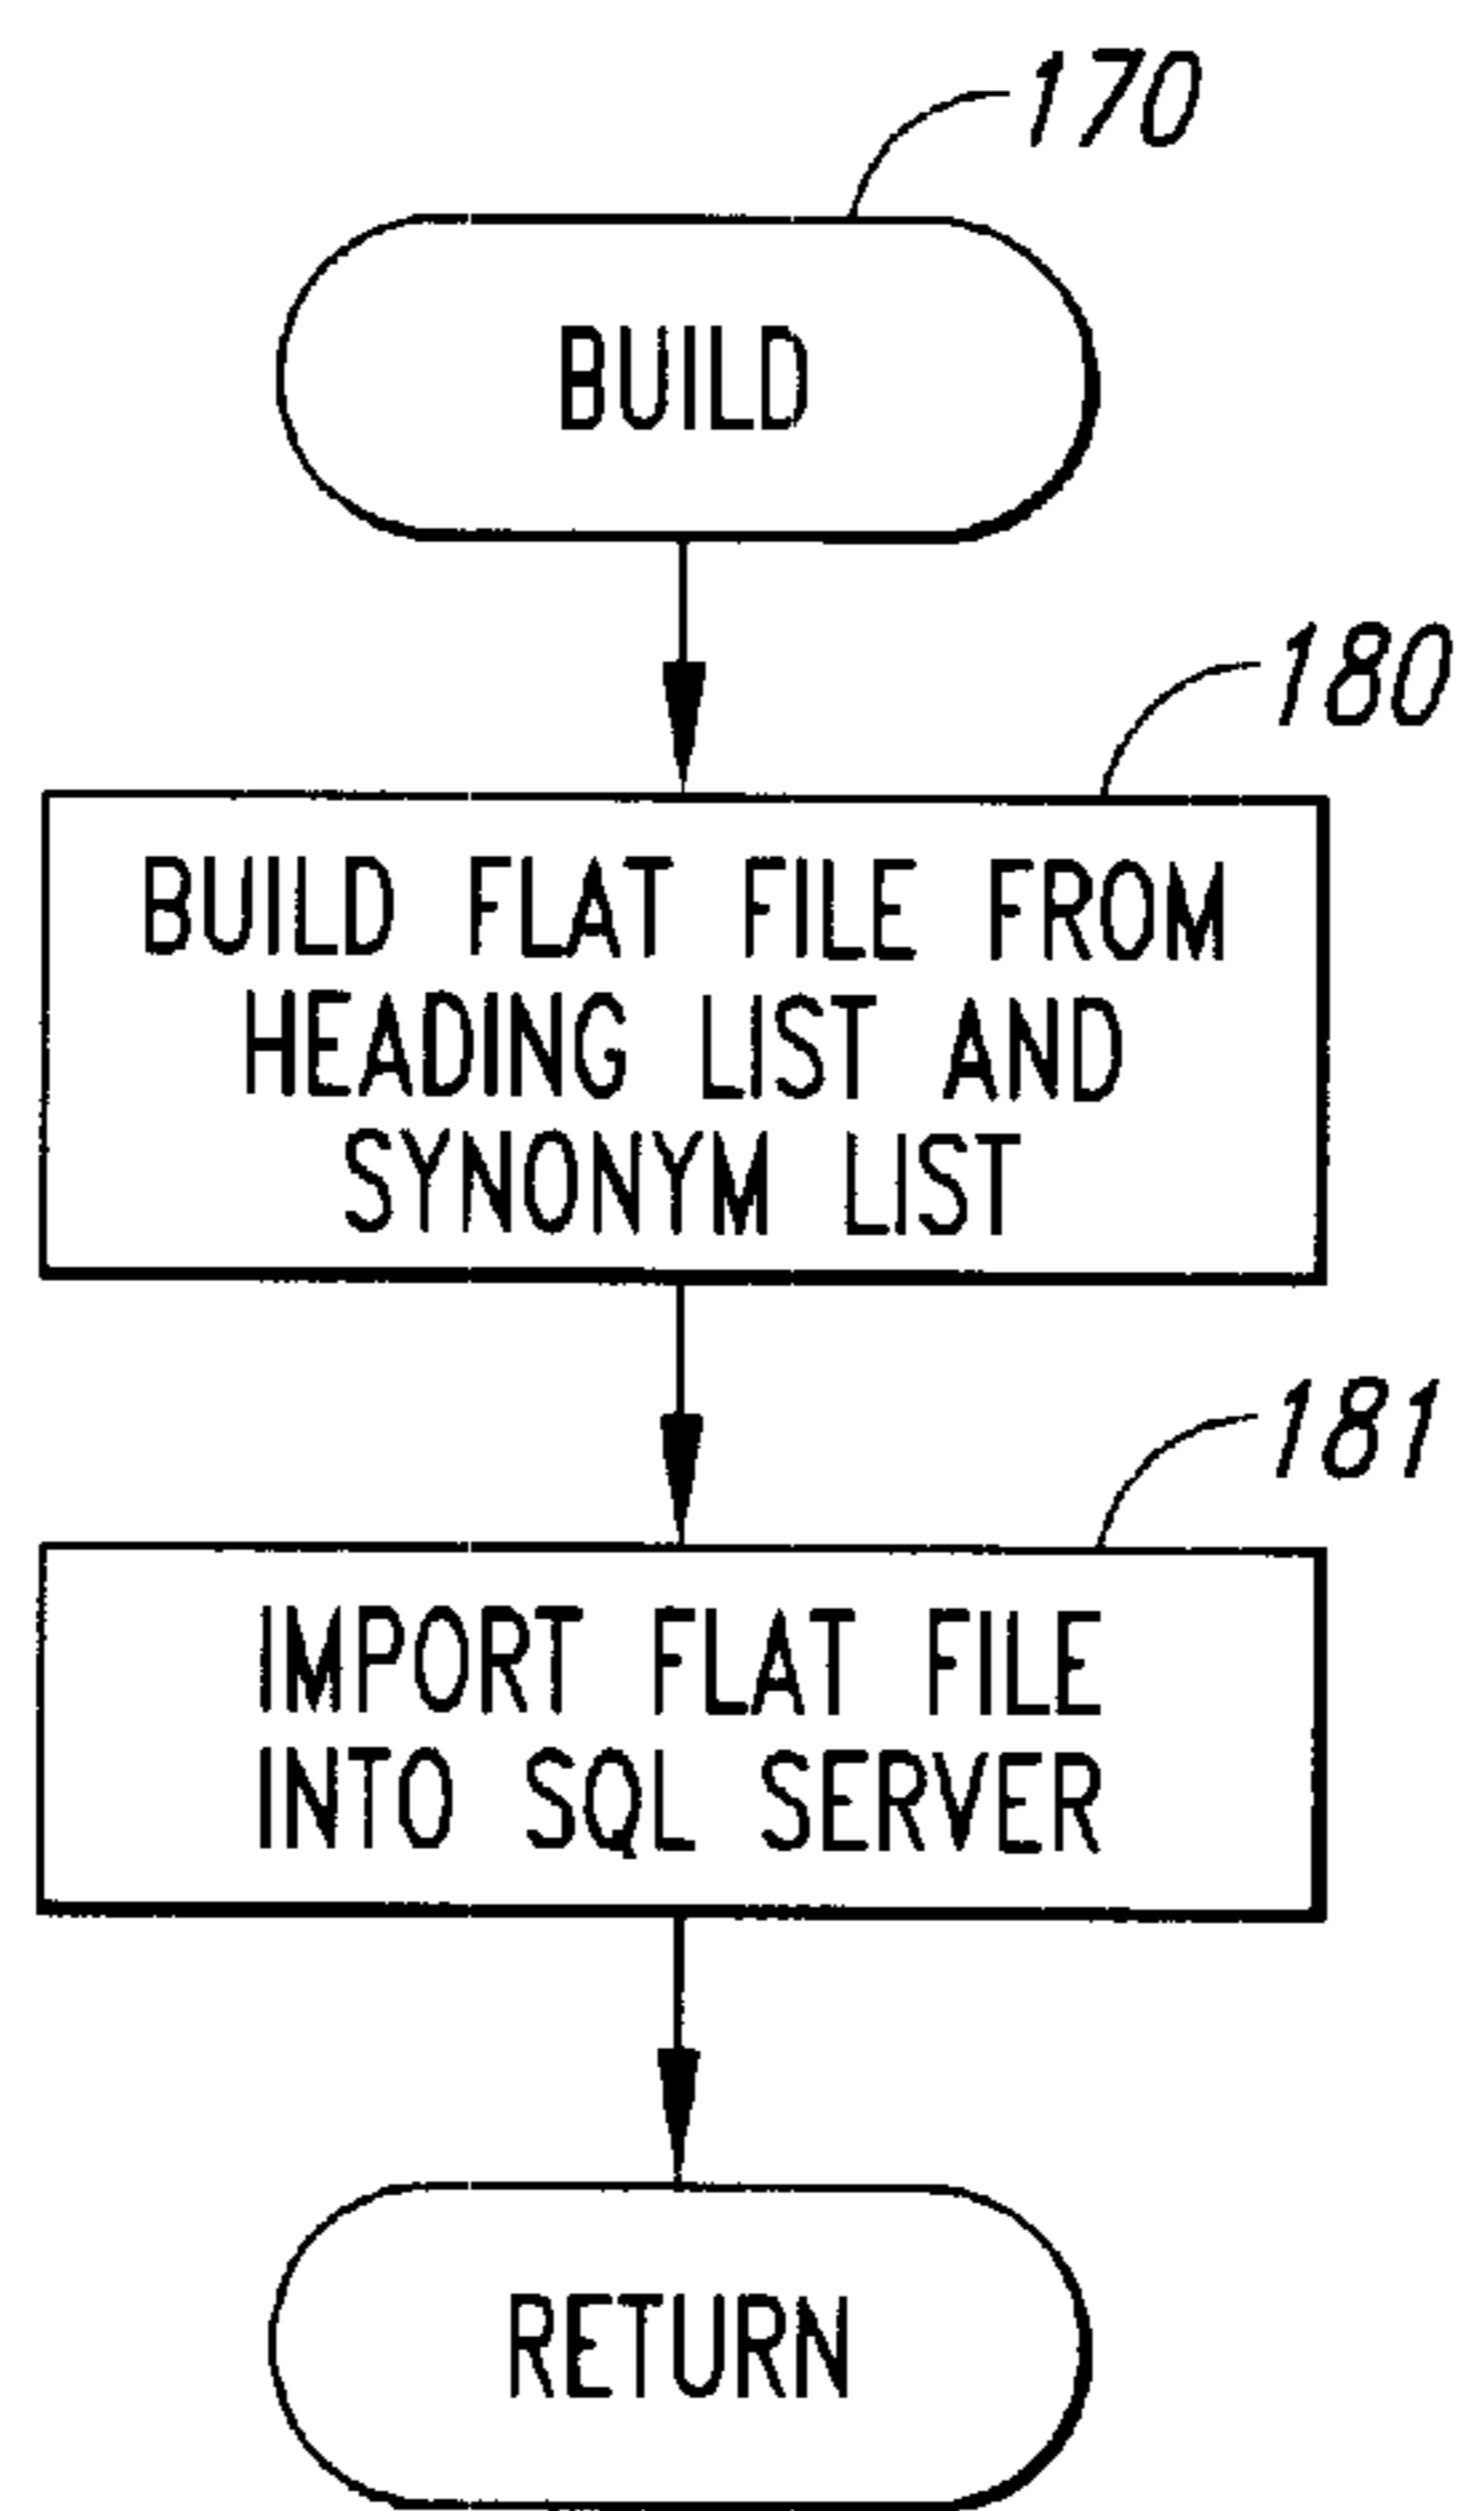 170
BUILD
180
BUILD FLAT FILE FROM
HEADING LIST AND
SYNONYM LIST
181
IMPORT FLAT FILE
INTO SQL SERVER
RETURN